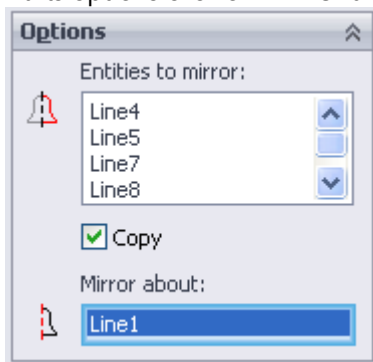 Options
Entities to mirror:
Line4
Line5
Line7
Line8
Copy
Mirror about:
Line1